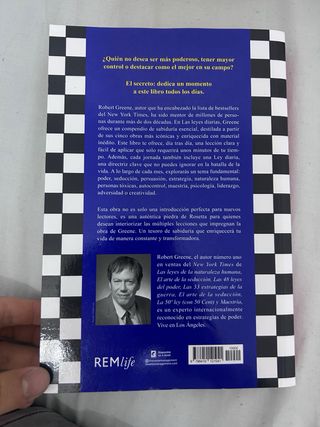 ¿Quién no desea ser más poderoso, tener mayor
control o destacar como el mejor en su campo?
El secreto: dedica un momento
a este libro todos los días.
Robert Greene, autor que ha encabezado la lista de bestsellers
del New York Times, ha sido mentor de millones de perso-
nas durante más de dos décadas. En Las leyes diarias, Greene
ofrece un compendio de sabiduría esencial, destilada a partir
de sus cinco obras más icónicas y enriquecido con material
inédito. Este libro te ofrece, día tras día, una lección clara y
fácil de aplicar que solo requerirá unos minutos de tu tiem-
po. Además, cada jornada también incluye una Ley diaria,
una directriz clave que no puedes ignorar en la batalla de la
vida. A lo largo de cada mes, explorarás un tema fundamental:
poder, seducción, persuasión, estrategia, naturaleza humana,
personas tóxicas, autocontrol, maestría, psicología, liderazgo,
adversidad o creatividad.
Esta obra no es solo una introducción perfecta para nuevos
lectores, es una auténtica piedra de Rosetta para quienes
desean interiorizar las múltiples lecciones que impregnan la
obra de Greene. Un tesoro de sabiduría que enriquecerá tu
vida de manera constante y transformadora.
Robert Greene, el autor número uno
en ventas del New York Times de
Las leyes de la naturaleza humana,
El arte de la seducción, Las 48 leyes
del poder, Las 33 estrategias de la
guerra, El arte de la seducción,
La 50ª ley (con 50 Cent) y Maestría,
es un experto internacionalmente
reconocido en estrategias de poder.
Vive en Los Ángeles.
REMlife